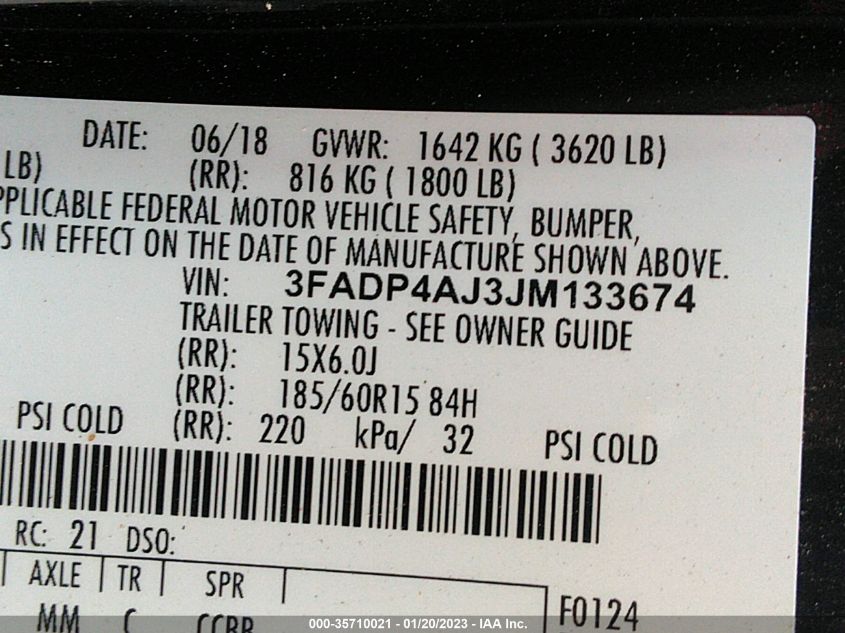 DATE: 06/18 GVWR: 1642 KG ( 3620 LB)
LB) (RR): 816 KG ( 1800 LB)
PPLICABLE FEDERAL MOTOR VEHICLE SAFETY, BUMPER,
S IN EFFECT ON THE DATE OF MANUFACTURE SHOWN ABOVE.
VIN: 3FADP4AJ3JM133674
TRAILER TOWING - SEE OWNER GUIDE
(RR): 15X6.0J
(RR): 185/60R15 84H
PSI COLD (RR): 220 kPa/ 32 PSI COLD
RC: 21 DSO:
AXLE TR SPR
MM C CCRR F0124
000-35710021 - 01/20/2023 - IAA Inc.